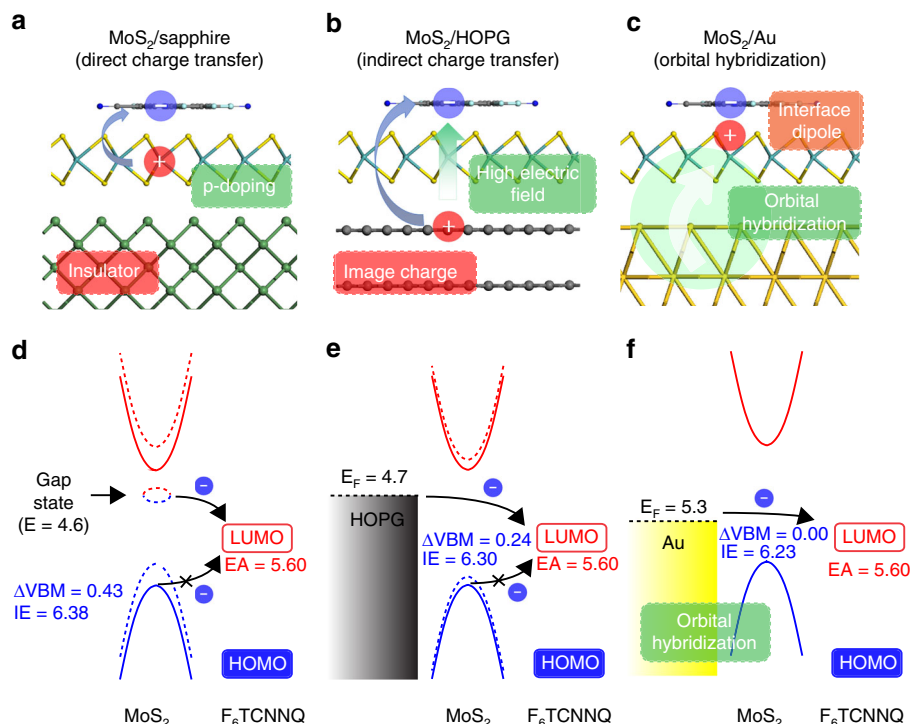 a
MoS₂/sapphire
(direct charge transfer)
−
+
p-doping
Insulator
b
MoS₂/HOPG
(indirect charge transfer)
−
High electric
field
+
Image charge
c
MoS₂/Au
(orbital hybridization)
−
Interface
dipole
+
Orbital
hybridization
d
Gap
state
(E = 4.6)
−
LUMO
EA = 5.60
ΔVBM = 0.43
IE = 6.38
−
HOMO
MoS₂ F₆TCNNQ
e
E_F = 4.7
−
HOPG
LUMO
ΔVBM = 0.24
IE = 6.30
EA = 5.60
−
HOMO
MoS₂ F₆TCNNQ
f
E_F = 5.3
−
Au
ΔVBM = 0.00
IE = 6.23
LUMO
EA = 5.60
Orbital
hybridization
HOMO
MoS₂ F₆TCNNQ